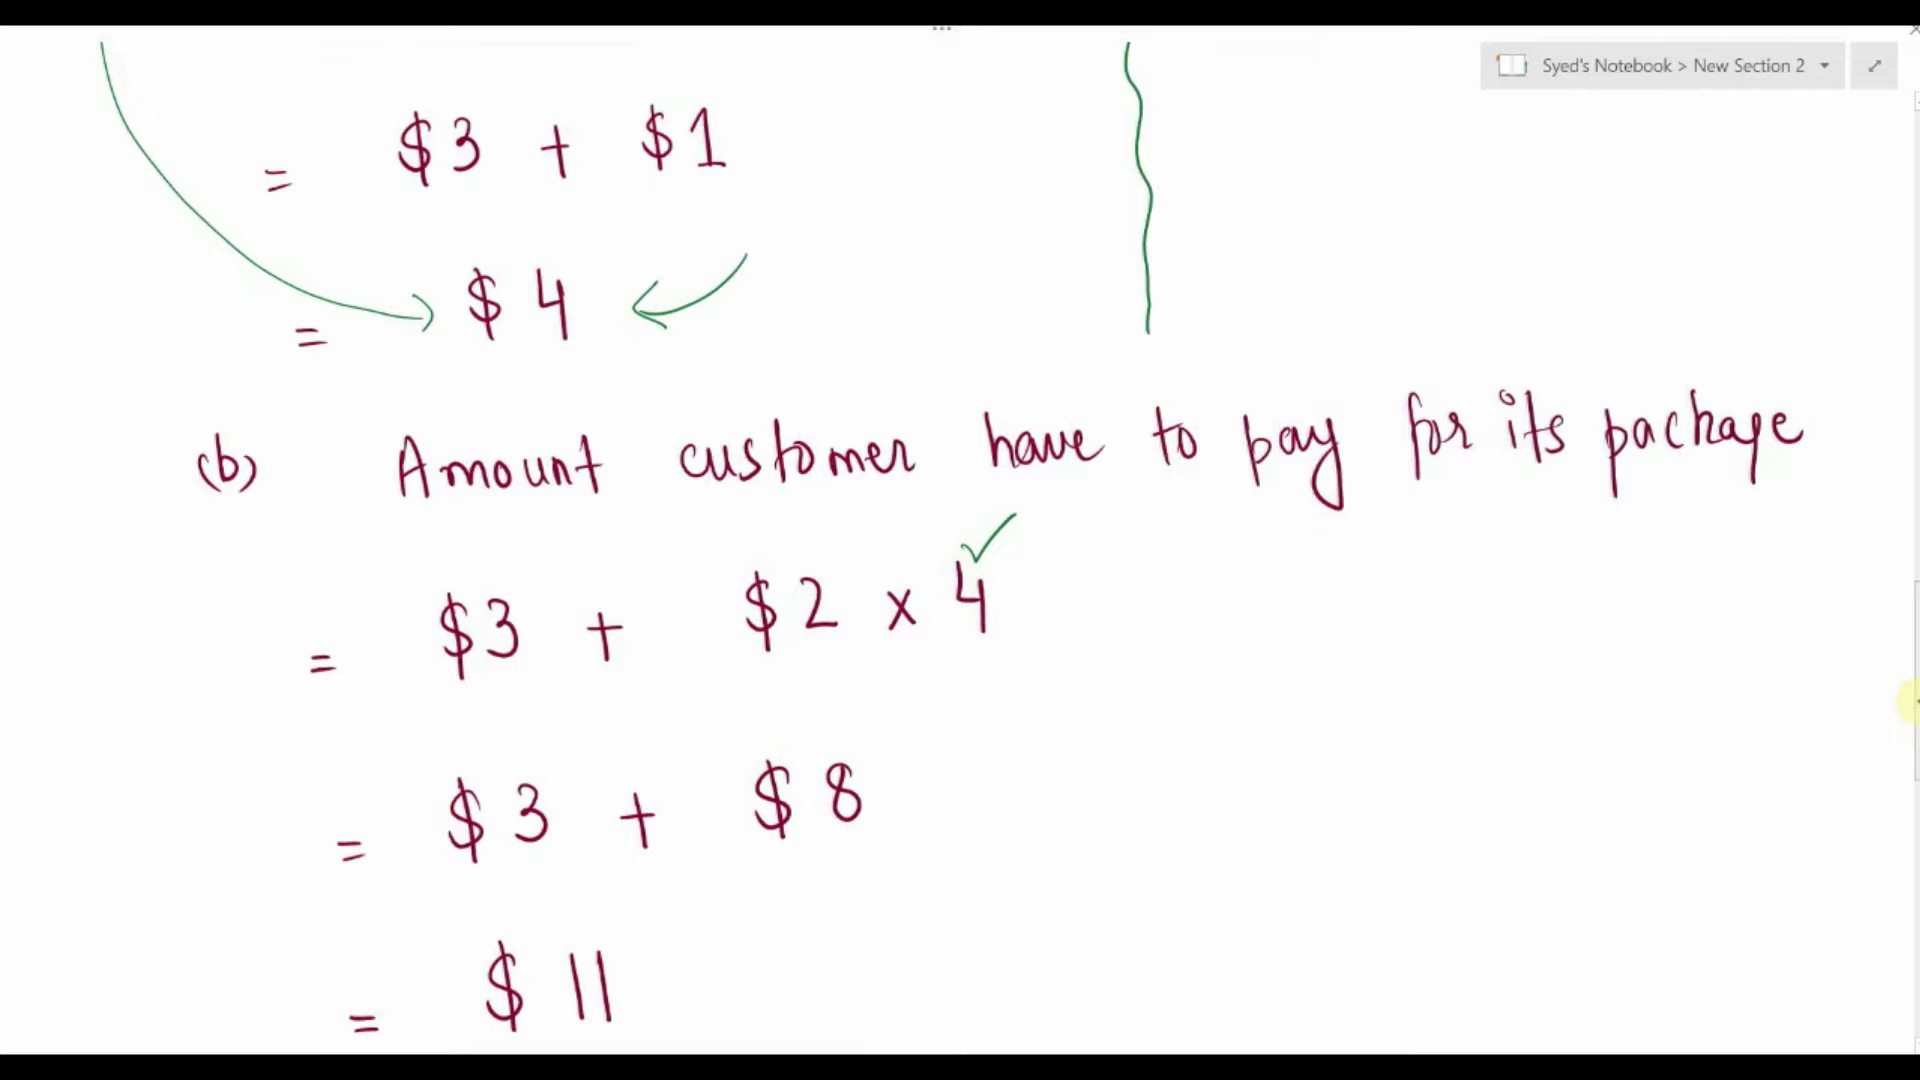 Syed's Notebook > New Section 2
= $3 + $1
= $ 4
(b) Amount customer have to pay for its package
= $3 + $2 x 4
= $ 3 + $ 8
= $ 11